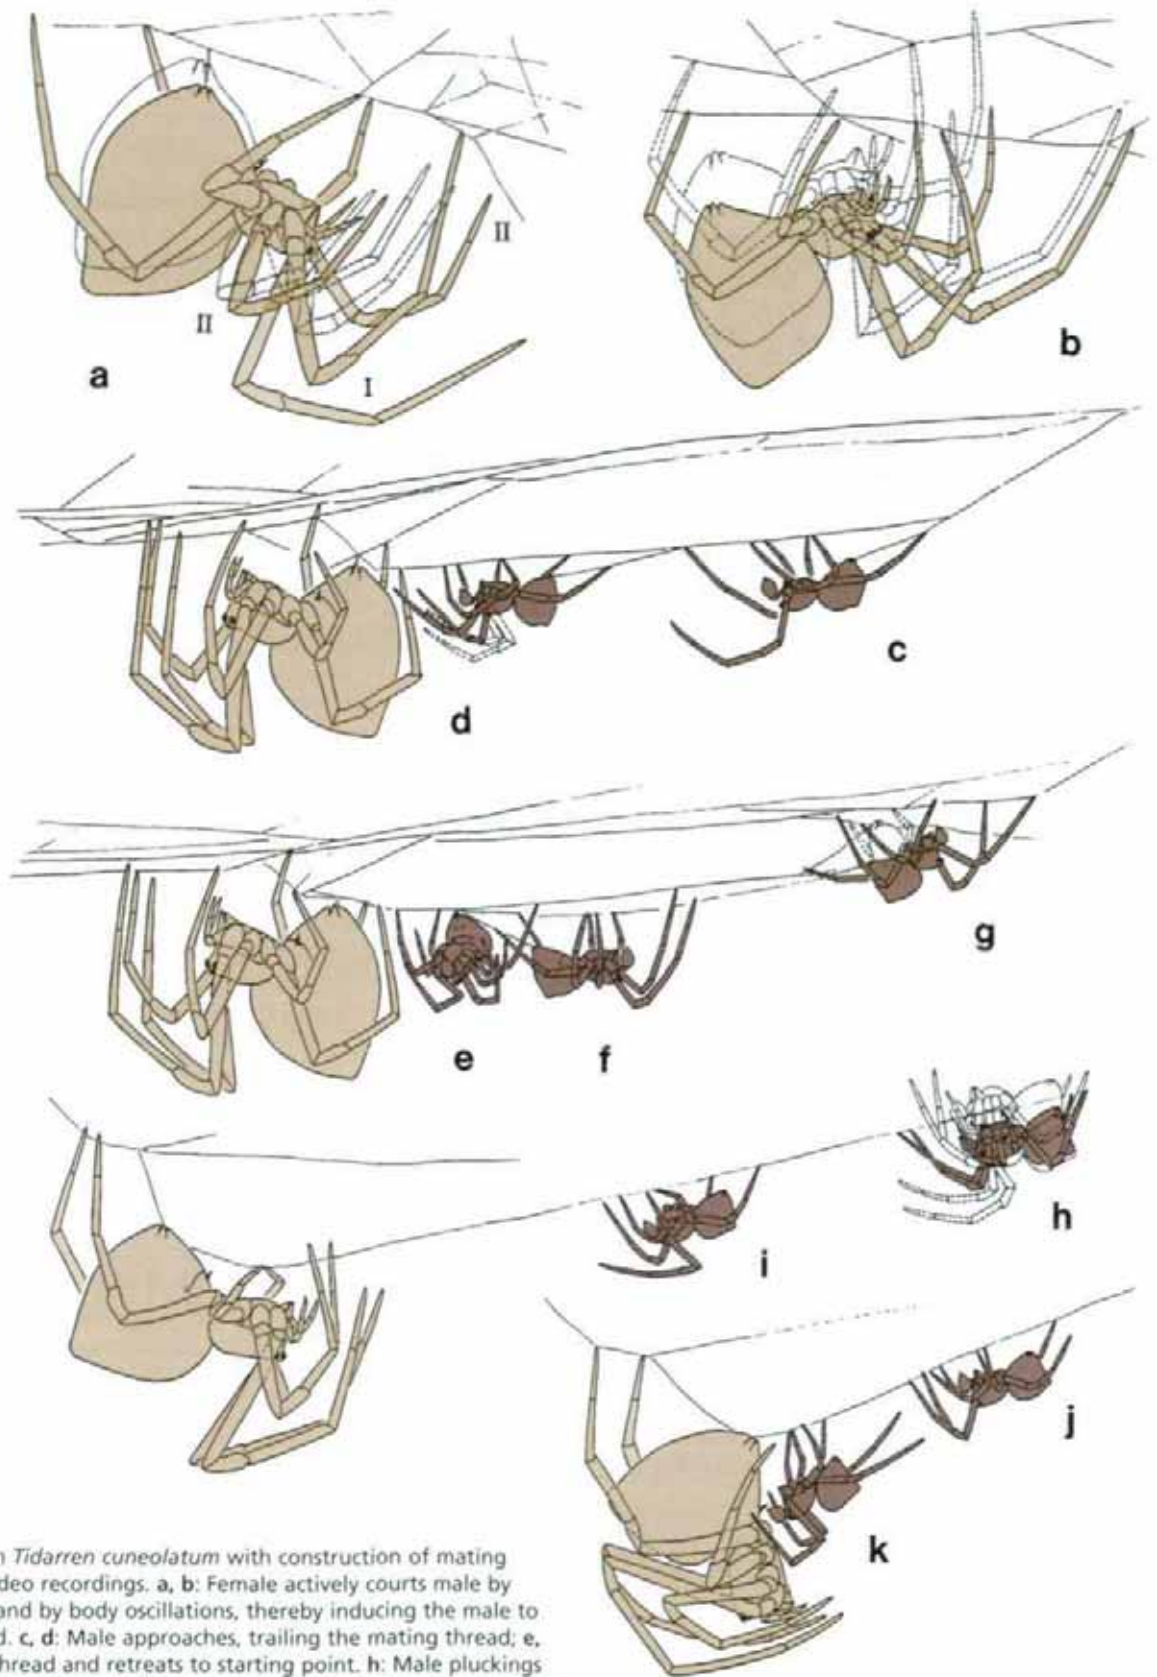 II
II
I
a
b
c
d
e
f
g
h
i
j
k
Tidarren cuneolatum with construction of mating
deo recordings. a, b: Female actively courts male by
and by body oscillations, thereby inducing the male to
d. c, d: Male approaches, trailing the mating thread; e,
hread and retreats to starting point. h: Male pluckings